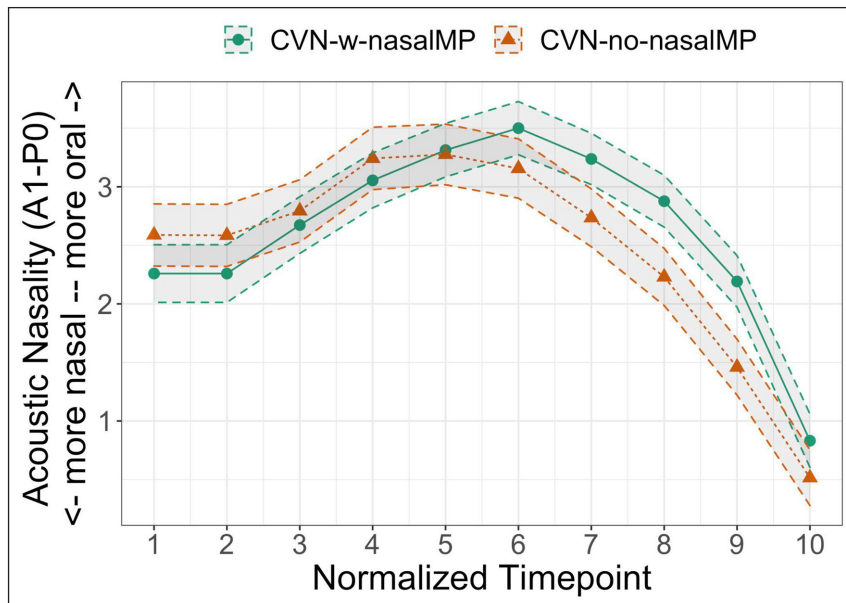 CVN-w-nasalMP CVN-no-nasalMP
Acoustic Nasality (A1-P0)
<- more nasal -- more oral ->
3
2
1
1 2 3 4 5 6 7 8 9 10
Normalized Timepoint